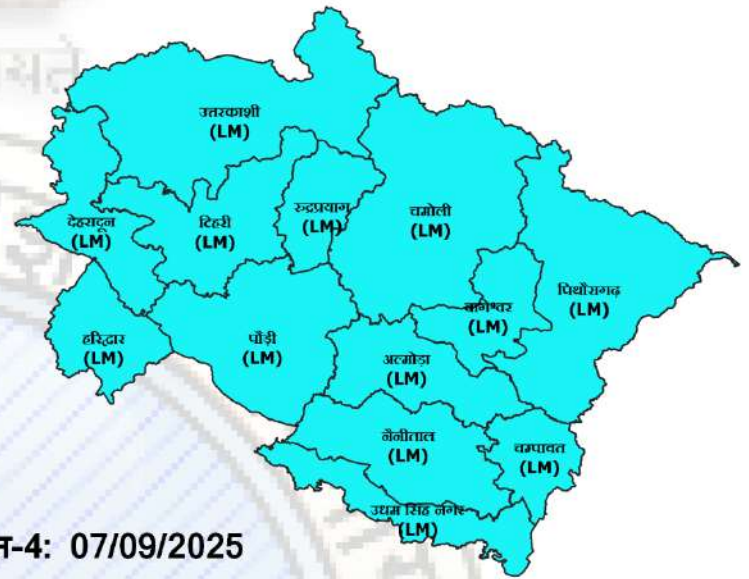 उत्तरकाशी
(LM)
देहरादून
(LM)
टिहरी
(LM)
रुद्रप्रयाग
(LM)
चमोली
(LM)
पिथौरागढ़
(LM)
बागेश्वर
(LM)
हरिद्वार
(LM)
पौड़ी
(LM)
अल्मोड़ा
(LM)
नैनीताल
(LM)
चम्पावत
(LM)
उधम सिंह नगर
(LM)
-4: 07/09/2025